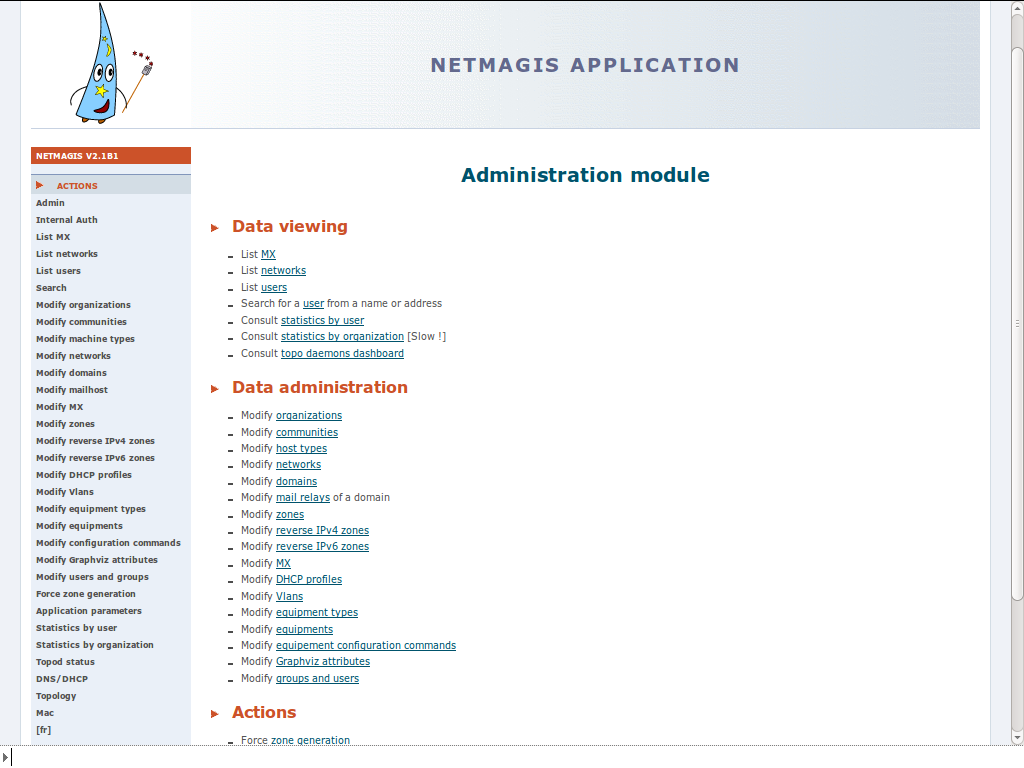 NETMAGIS APPLICATION
NETMAGIS V2.1B1
ACTIONS
Admin
Internal Auth
List MX
List networks
List users
Search
Modify organizations
Modify communities
Modify machine types
Modify networks
Modify domains
Modify mailhost
Modify MX
Modify zones
Modify reverse IPv4 zones
Modify reverse IPv6 zones
Modify DHCP profiles
Modify Vlans
Modify equipment types
Modify equipments
Modify configuration commands
Modify Graphviz attributes
Modify users and groups
Force zone generation
Application parameters
Statistics by user
Statistics by organization
Topod status
DNS/DHCP
Topology
Mac
[fr]
Administration module
Data viewing
List MX
List networks
List users
Search for a user from a name or address
Consult statistics by user
Consult statistics by organization [Slow !]
Consult topo daemons dashboard
Data administration
Modify organizations
Modify communities
Modify host types
Modify networks
Modify domains
Modify mail relays of a domain
Modify zones
Modify reverse IPv4 zones
Modify reverse IPv6 zones
Modify MX
Modify DHCP profiles
Modify Vlans
Modify equipment types
Modify equipments
Modify equipement configuration commands
Modify Graphviz attributes
Modify groups and users
Actions
Force zone generation